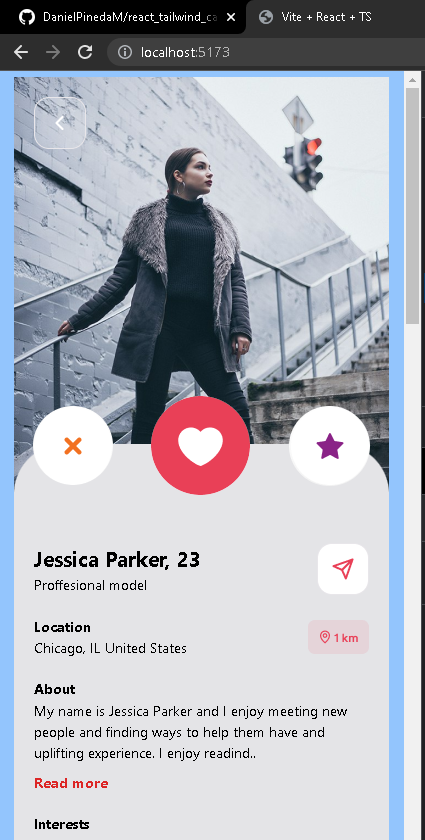 DanielPinedaM/react_tailwind_ca
Vite + React + TS
localhost:5173
Jessica Parker, 23
Proffesional model
Location
Chicago, IL United States
1 km
About
My name is Jessica Parker and I enjoy meeting new
people and finding ways to help them have and
uplifting experience. I enjoy readind..
Read more
Interests